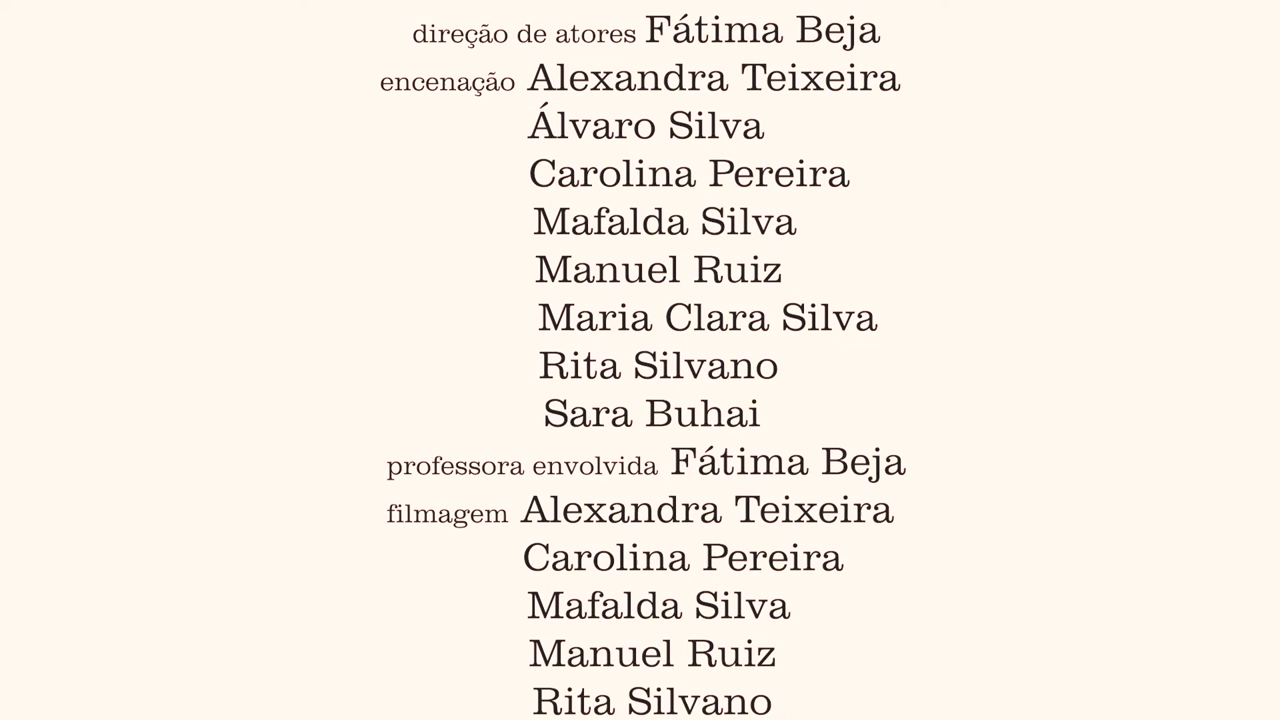 direção de atores Fátima Beja
encenação Alexandra Teixeira
Álvaro Silva
Carolina Pereira
Mafalda Silva
Manuel Ruiz
Maria Clara Silva
Rita Silvano
Sara Buhai
professora envolvida Fátima Beja
filmagem Alexandra Teixeira
Carolina Pereira
Mafalda Silva
Manuel Ruiz
Rita Silvano